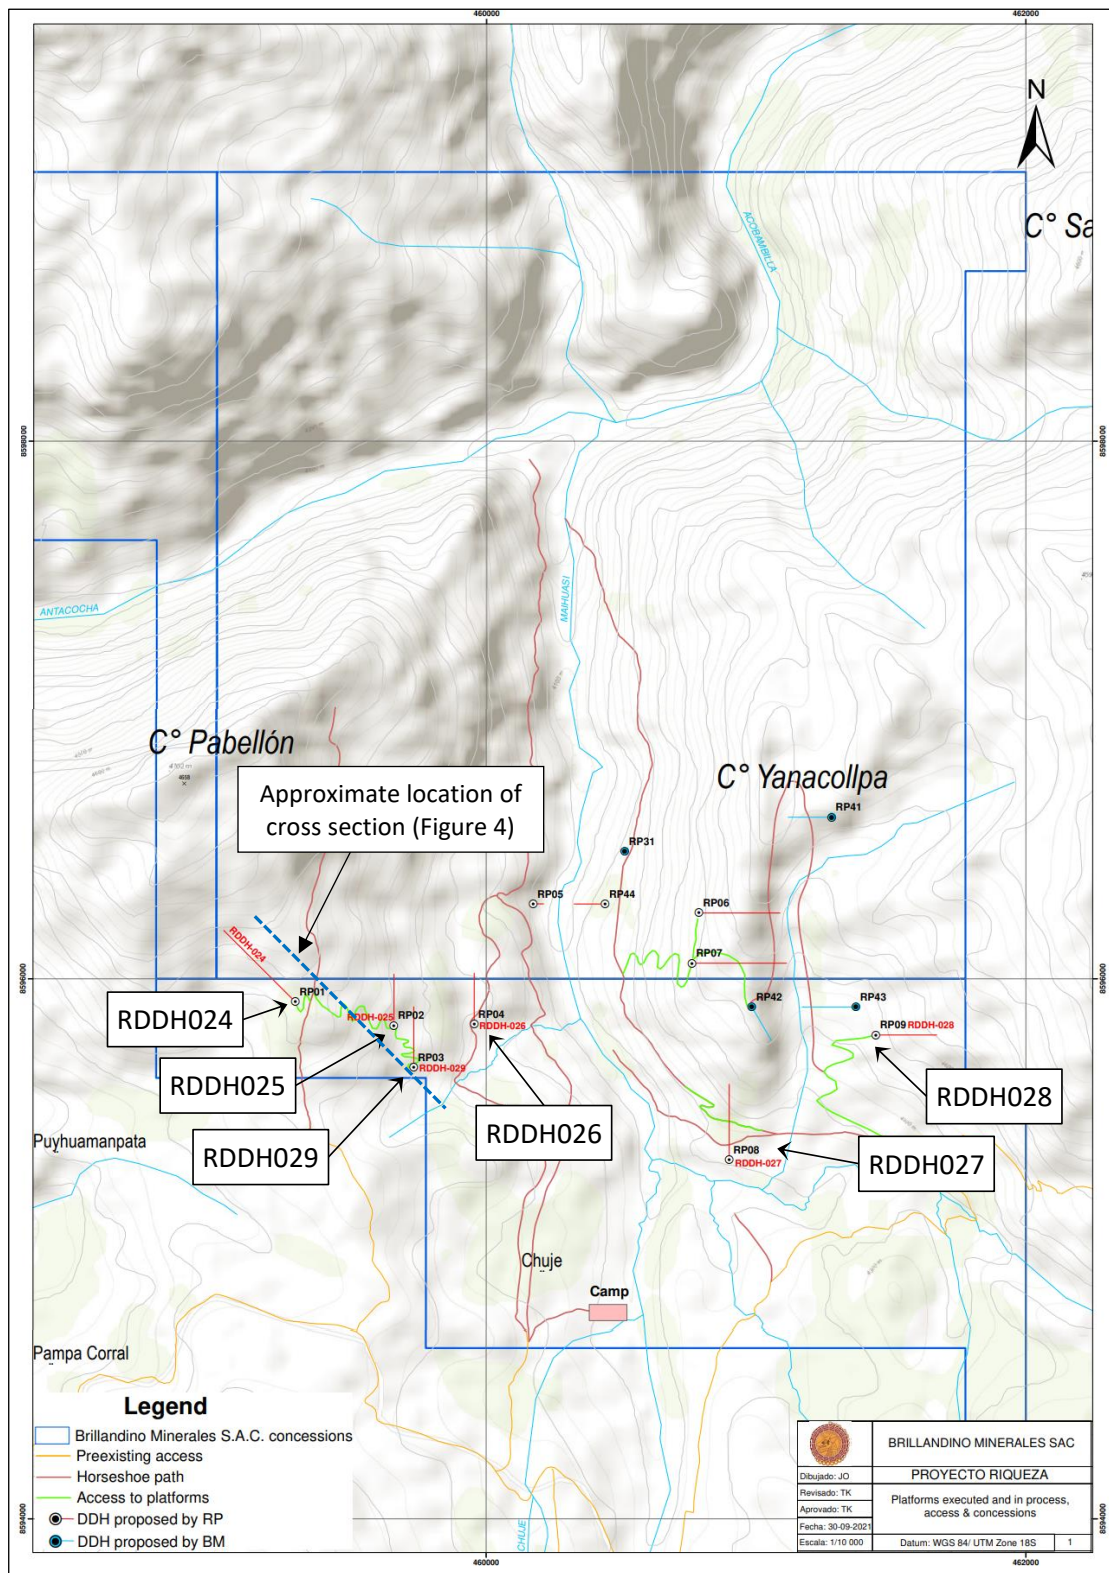 460000
462000
N
C° Sa
ACOBAMBILLA
8598000
8598000
MAIHUASI
ANTACOCHA
C° Pabellón
4658
C° Yanacollpa
Approximate location of
cross section (Figure 4)
RP41
RP31
RP05
RP44
RP06
RDDH-024
RP07
8596000
8596000
RP01
RDDH024
RDDH-025
RP02
RP04
RDDH-026
RP42
RP43
RP09 RDDH-028
RP03
RDDH-029
RDDH025
RDDH028
RDDH026
RDDH029
Puyhuamanpata
RP08
RDDH-027
RDDH027
Chuje
Camp
Pampa Corral
Legend
Brillandino Minerales S.A.C. concessions
Preexisting access
Horseshoe path
Access to platforms
DDH proposed by RP
DDH proposed by BM
CHUJE
8594000
8594000
BRILLANDINO MINERALES SAC
Dibujado: JO
PROYECTO RIQUEZA
Revisado: TK
Aprovado: TK
Platforms executed and in process,
access & concessions
Fecha: 30-09-2021
Escala: 1/10 000
Datum: WGS 84/ UTM Zone 18S
1
460000
462000